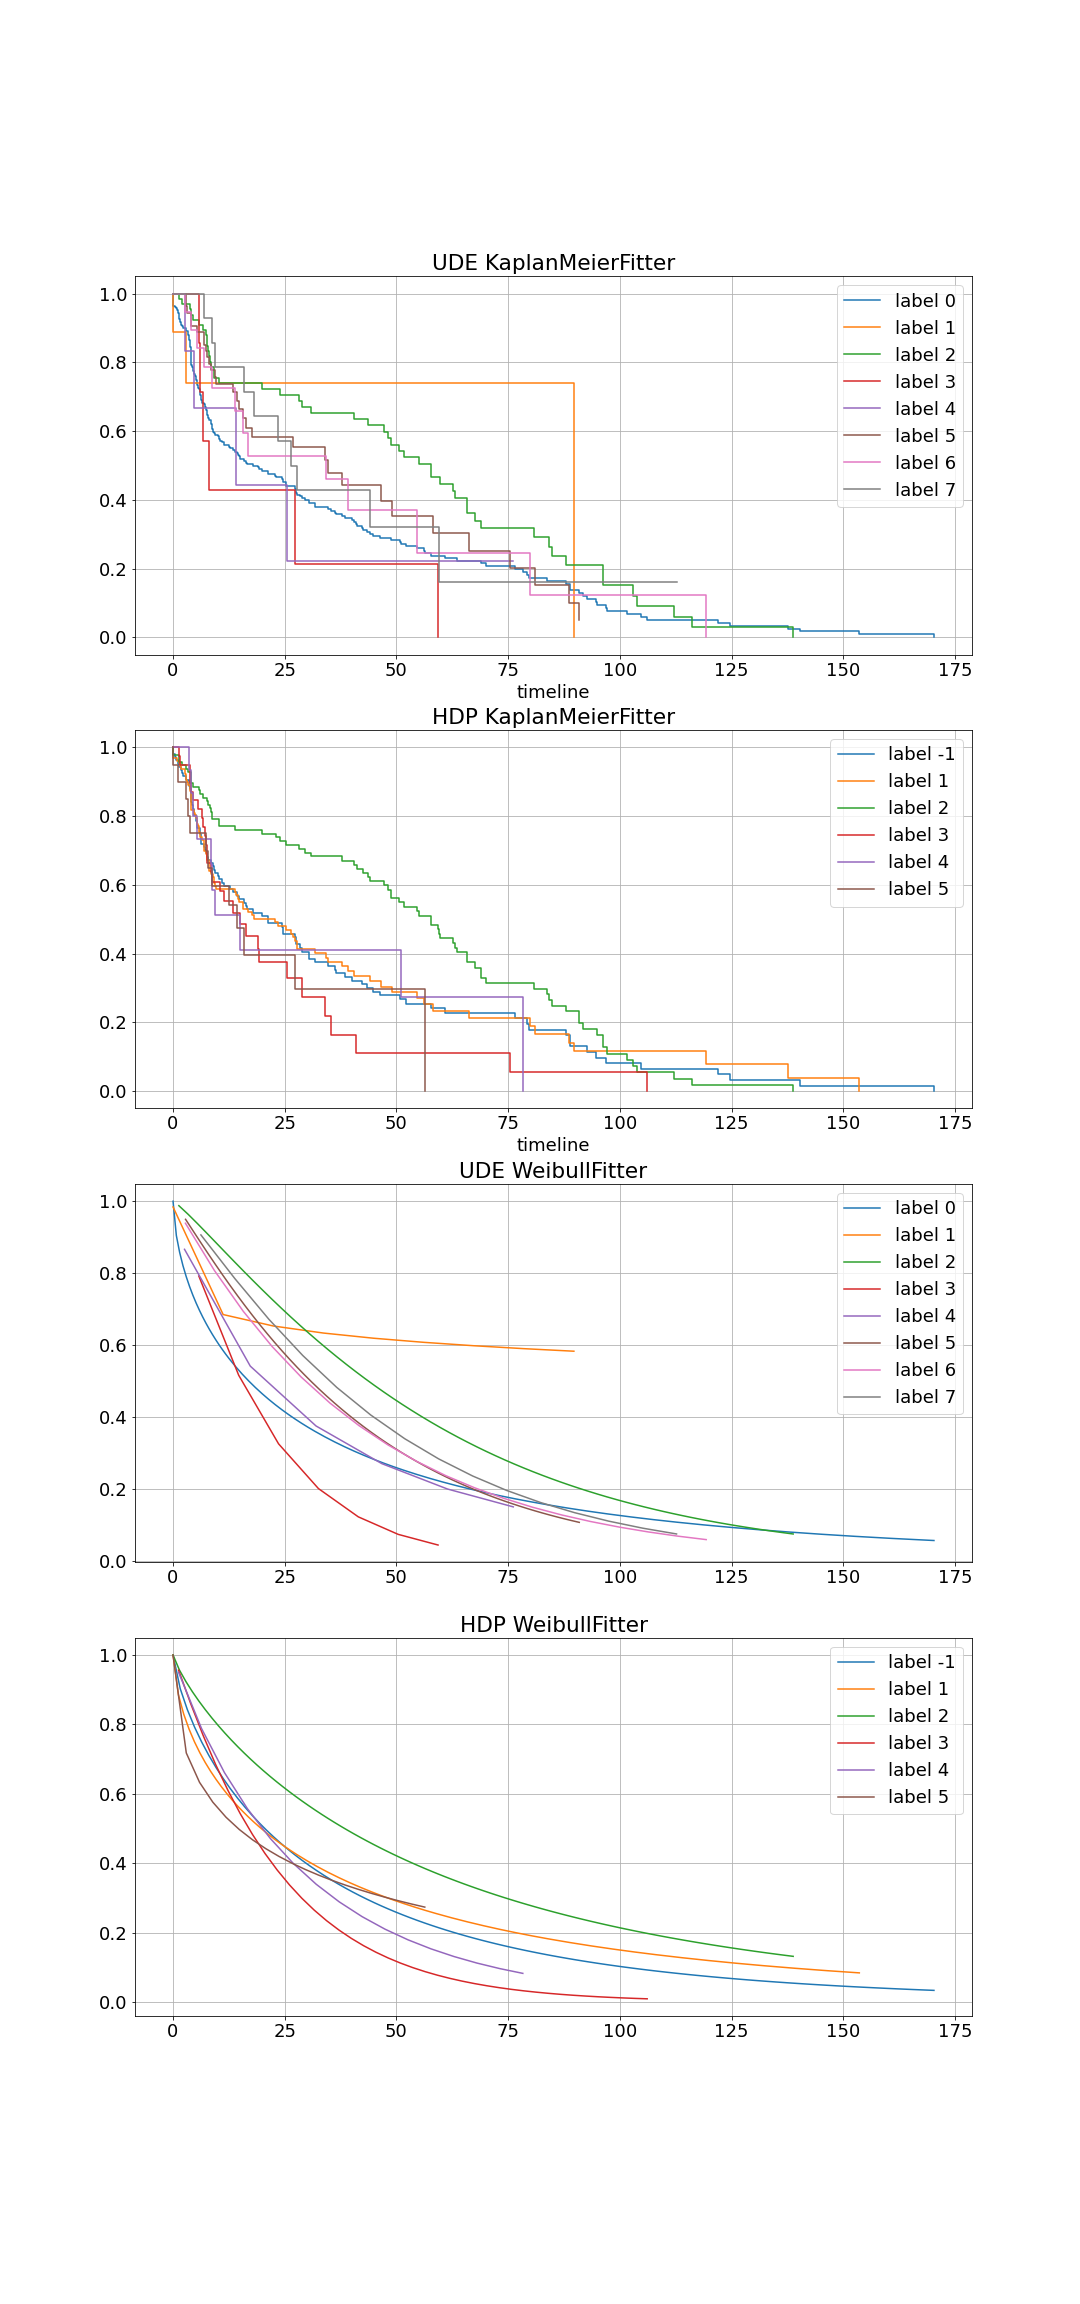 UDE KaplanMeierFitter
1.0
0.8
0.6
0.4
0.2
0.0
label 0
label 1
label 2
label 3
label 4
label 5
label 6
label 7
0 25 50 75 100 125 150 175
timeline
HDP KaplanMeierFitter
1.0
0.8
0.6
0.4
0.2
0.0
label -1
label 1
label 2
label 3
label 4
label 5
0 25 50 75 100 125 150 175
timeline
UDE WeibullFitter
1.0
0.8
0.6
0.4
0.2
0.0
label 0
label 1
label 2
label 3
label 4
label 5
label 6
label 7
0 25 50 75 100 125 150 175
HDP WeibullFitter
1.0
0.8
0.6
0.4
0.2
0.0
label -1
label 1
label 2
label 3
label 4
label 5
0 25 50 75 100 125 150 175